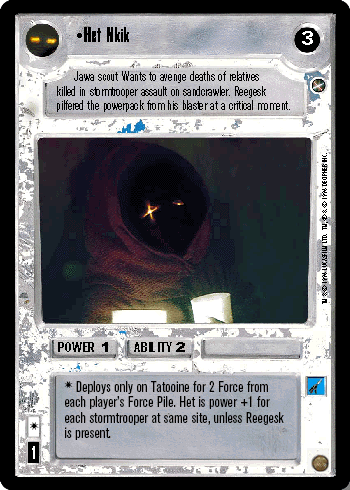 •Het Nkik
3
Jawa scout Wants to avenge deaths of relatives
killed in stormtrooper assault on sandcrawler. Reegesk
pilfered the powerpack from his blaster at a critical moment.
POWER 1
ABILITY 2
* Deploys only on Tatooine for 2 Force from
each player's Force Pile. Het is power +1 for
each stormtrooper at same site, unless Reegesk
is present.
*
1